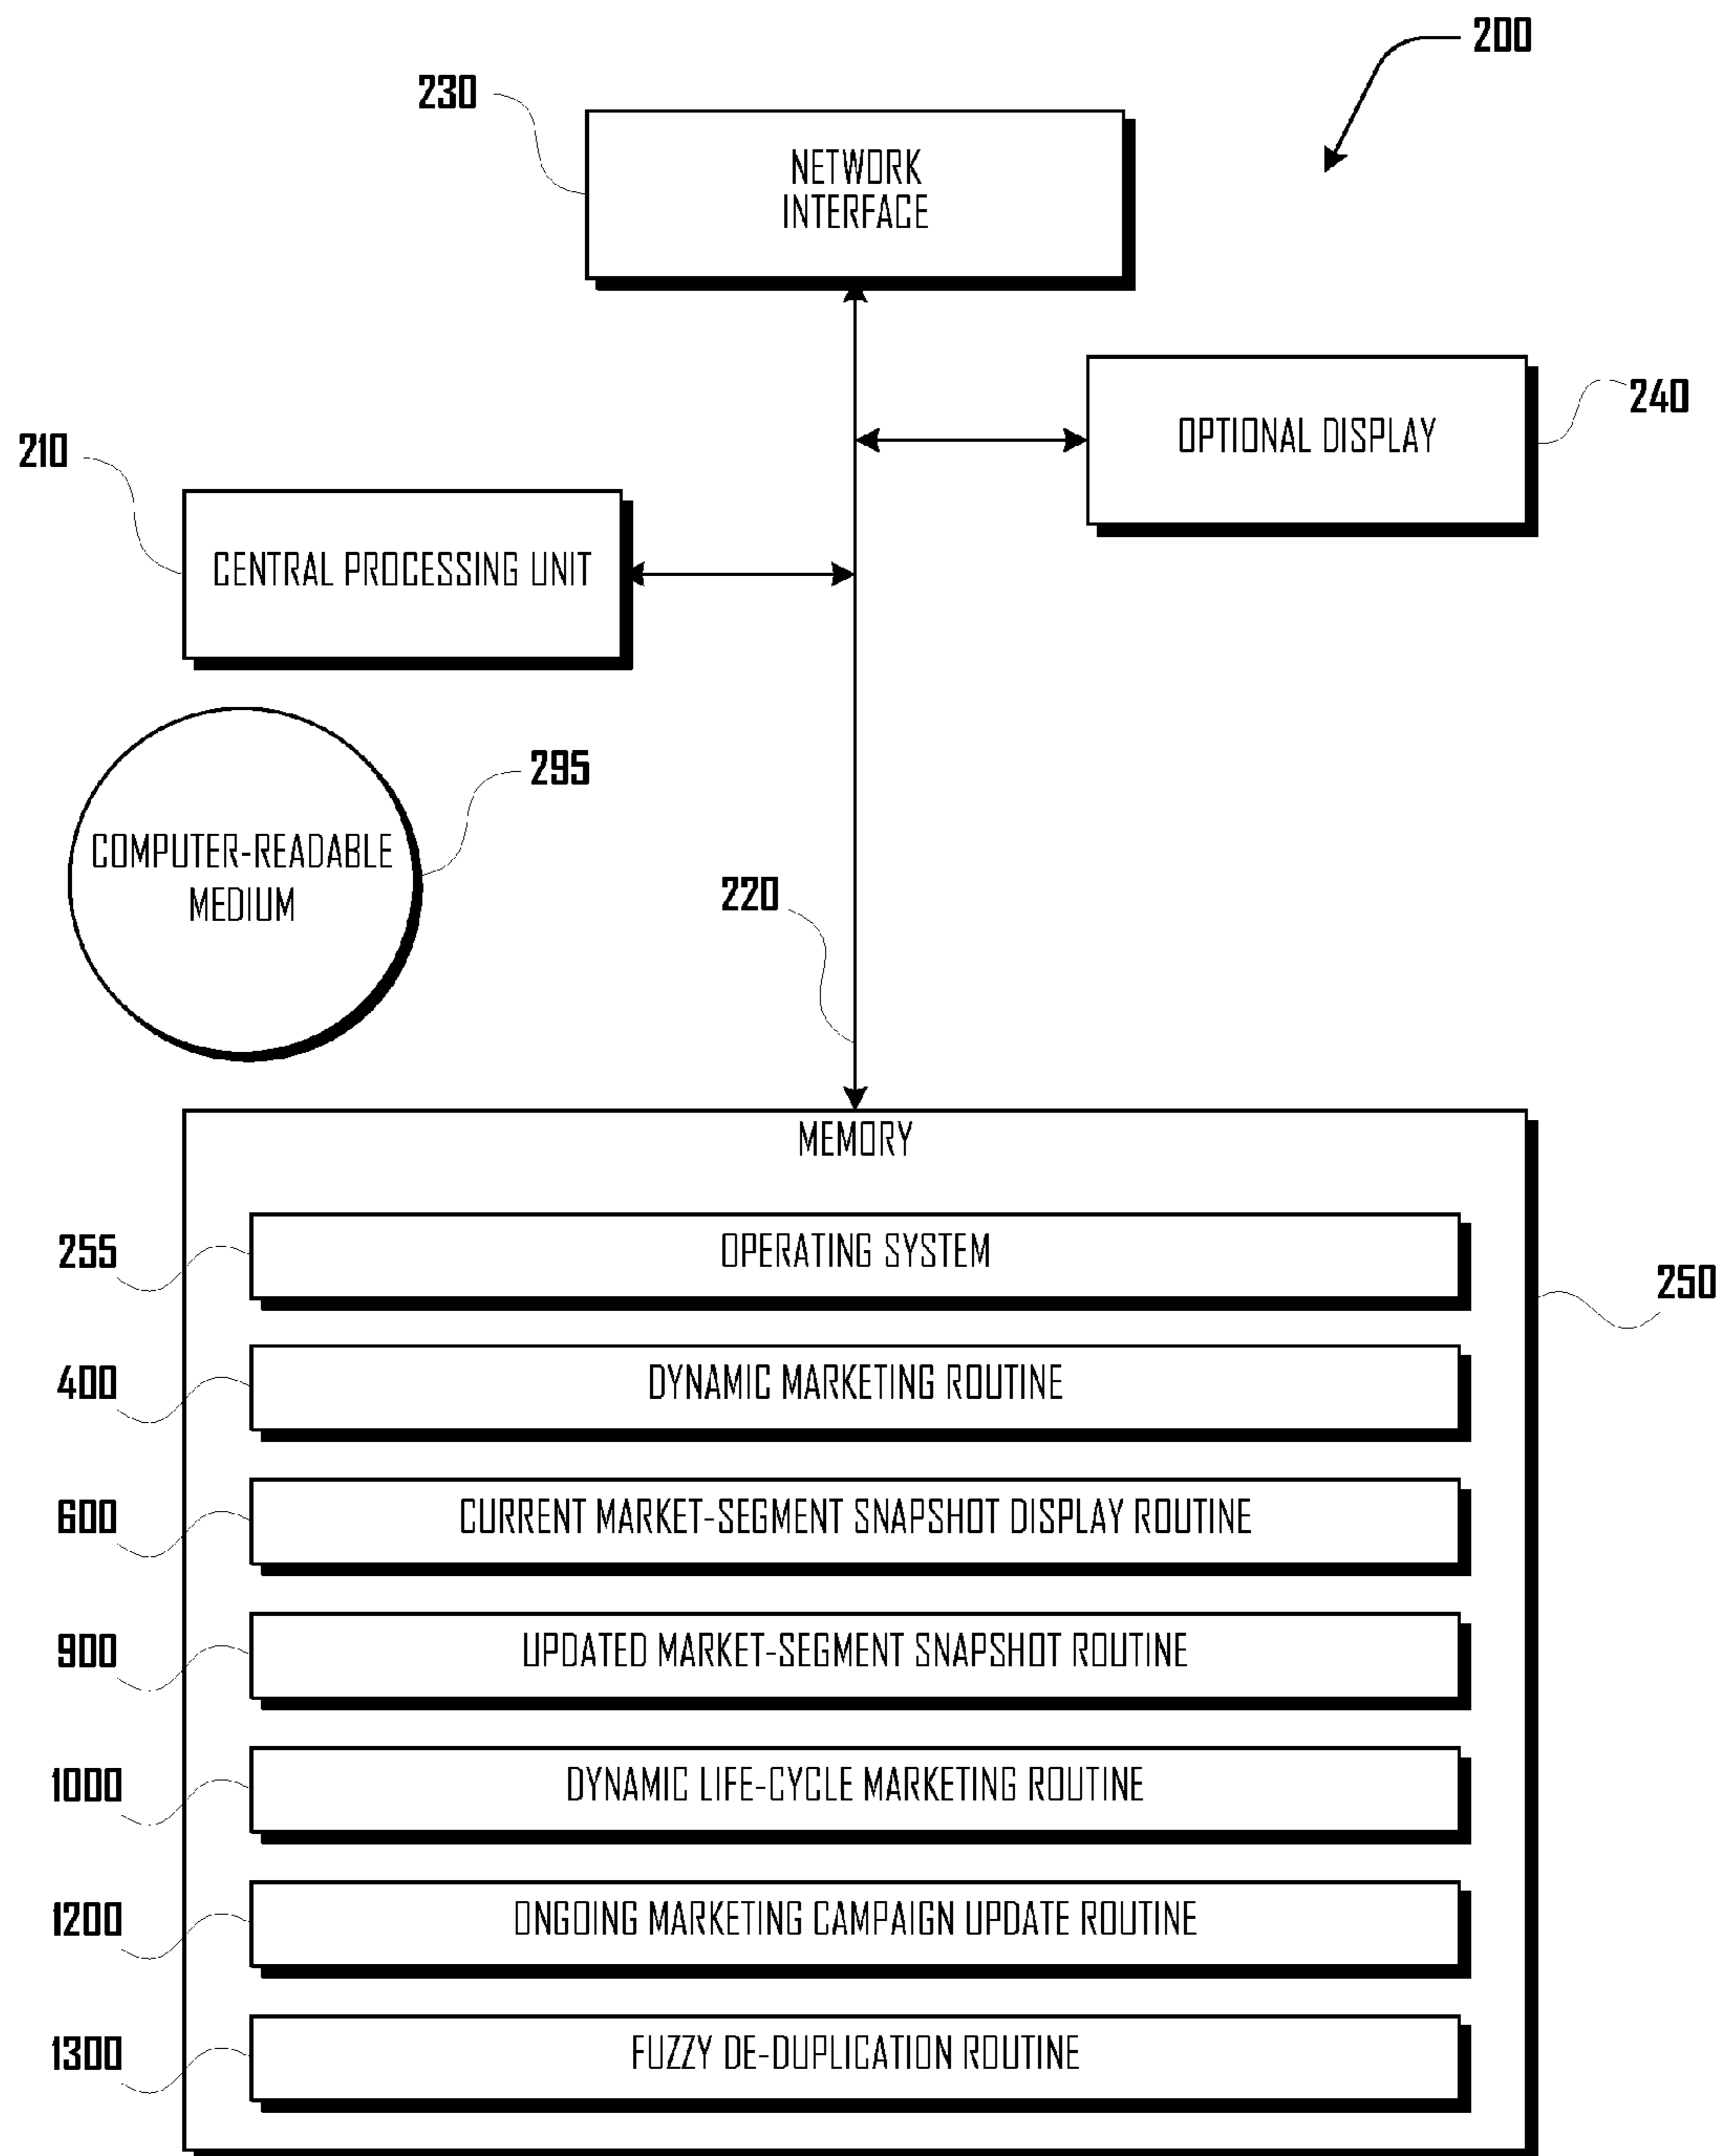 200
230
NETWORK
INTERFACE
240
OPTIONAL DISPLAY
210
CENTRAL PROCESSING UNIT
295
COMPUTER-READABLE
MEDIUM
220
MEMORY
255
OPERATING SYSTEM
250
400
DYNAMIC MARKETING ROUTINE
600
CURRENT MARKET-SEGMENT SNAPSHOT DISPLAY ROUTINE
900
UPDATED MARKET-SEGMENT SNAPSHOT ROUTINE
1000
DYNAMIC LIFE-CYCLE MARKETING ROUTINE
1200
ONGOING MARKETING CAMPAIGN UPDATE ROUTINE
1300
FUZZY DE-DUPLICATION ROUTINE